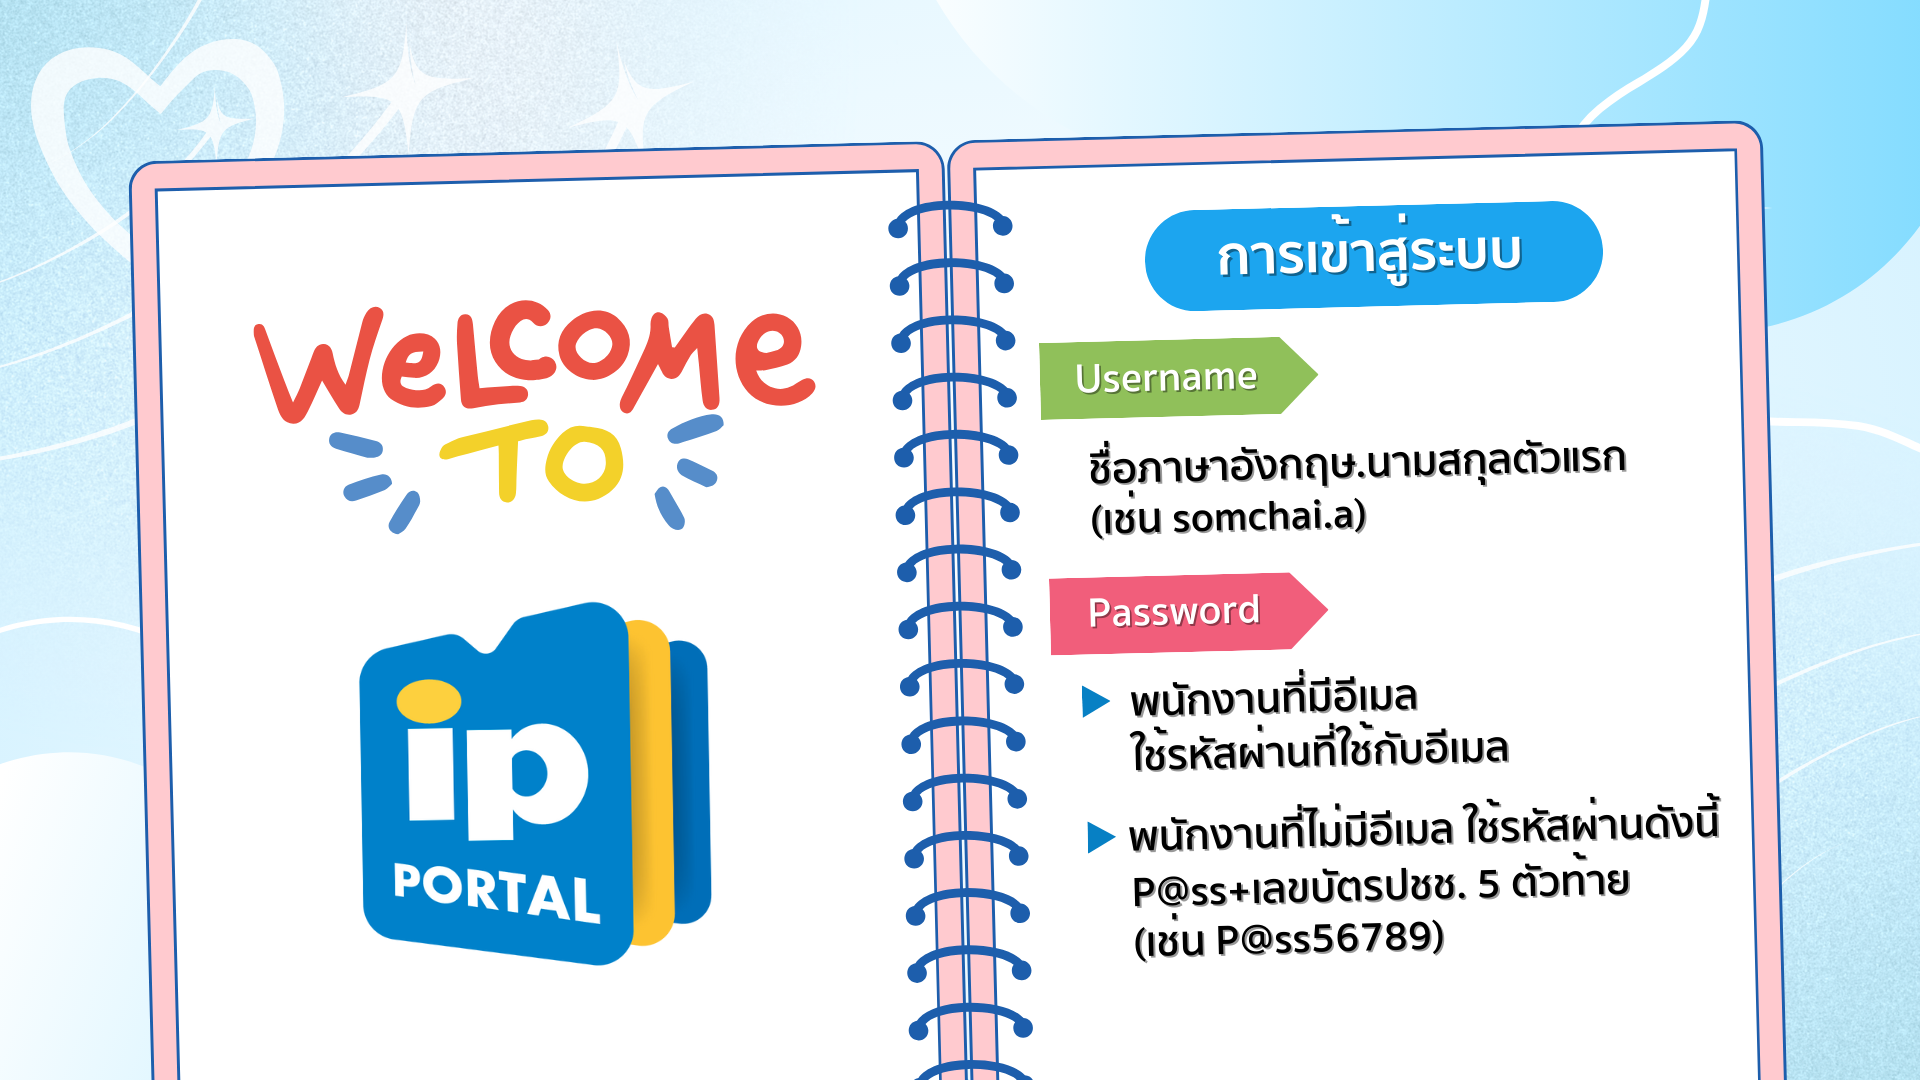 WELCOME
TO
ip
PORTAL
การเข้าสู่ระบบ
Username
ชื่อภาษาอังกฤษ.นามสกุลตัวแรก
(เช่น somchai.a)
Password
พนักงานที่มีอีเมล
ใช้รหัสผ่านที่ใช้กับอีเมล
พนักงานที่ไม่มีอีเมล ใช้รหัสผ่านดังนี้
P@ss+เลขบัตรปชช. 5 ตัวท้าย
(เช่น P@ss56789)